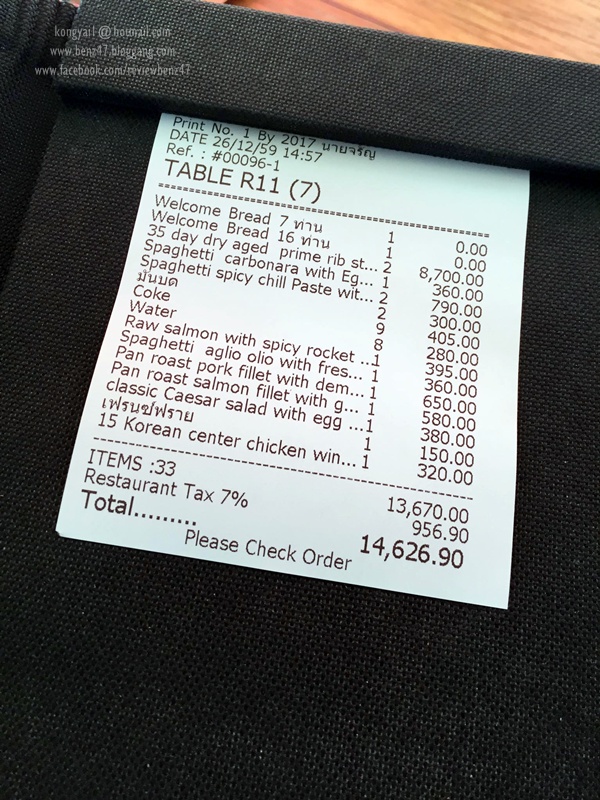 kongyai1 @ hotmail.com
www.benz47.bloggang.com
www.facebook.com/reviewbenz47
Print No. 1 By 2017 นายจรัญ
DATE 26/12/59 14:57
Ref. : #00096-1
TABLE R11 (7)
Welcome Bread 7 ท่าน 1 0.00
Welcome Bread 16 ท่าน 1 0.00
35 day dry aged prime rib st... 2 8,700.00
Spaghetti carbonara with Eg... 360.00
Spaghetti spicy chill Paste wit... 2 790.00
มันบด 2 300.00
Coke 9 405.00
Water 8 280.00
Raw salmon with spicy rocket ...1 395.00
Spaghetti aglio olio with fres... 1 360.00
Pan roast pork fillet with dem... 1 650.00
Pan roast salmon fillet with g... 1 580.00
classic Caesar salad with egg ... 1 380.00
เฟรนช์ฟราย 1 150.00
15 Korean center chicken win... 1 320.00
ITEMS :33 13,670.00
Restaurant Tax 7% 956.90
Total......... 14,626.90
Please Check Order